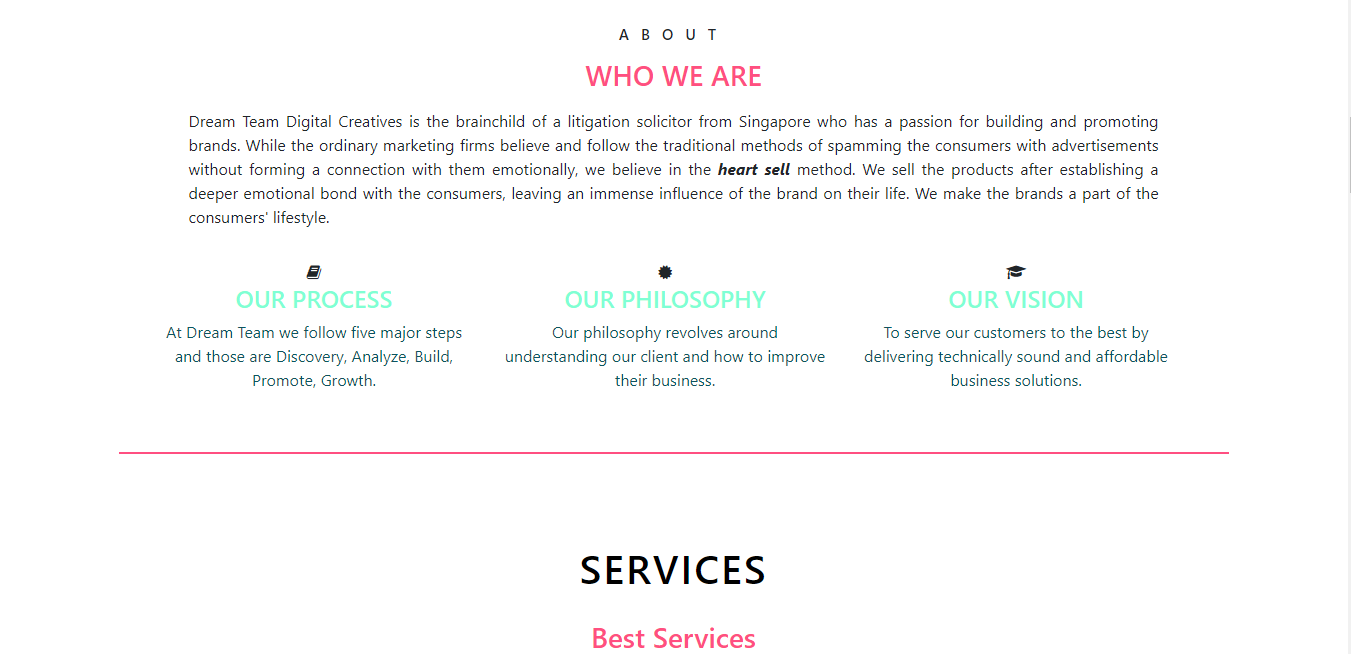 A B O U T
WHO WE ARE
Dream Team Digital Creatives is the brainchild of a litigation solicitor from Singapore who has a passion for building and promoting
brands. While the ordinary marketing firms believe and follow the traditional methods of spamming the consumers with advertisements
without forming a connection with them emotionally, we believe in the heart sell method. We sell the products after establishing a
deeper emotional bond with the consumers, leaving an immense influence of the brand on their life. We make the brands a part of the
consumers' lifestyle.
OUR PROCESS
At Dream Team we follow five major steps
and those are Discovery, Analyze, Build,
Promote, Growth.
OUR PHILOSOPHY
Our philosophy revolves around
understanding our client and how to improve
their business.
OUR VISION
To serve our customers to the best by
delivering technically sound and affordable
business solutions.
SERVICES
Best Services